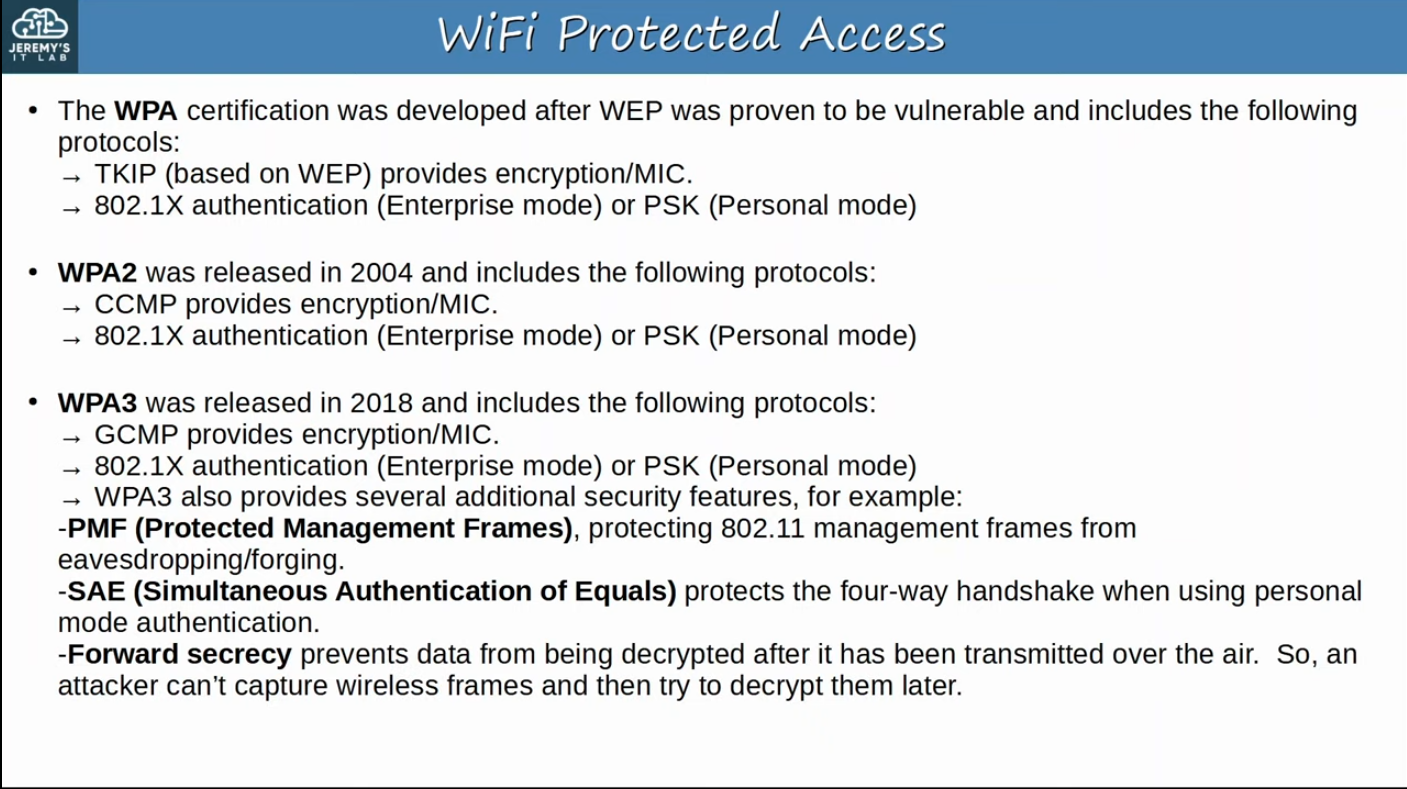 JEREMY'S
IT LAB
WiFi Protected Access
• The WPA certification was developed after WEP was proven to be vulnerable and includes the following
protocols:
→ TKIP (based on WEP) provides encryption/MIC.
→ 802.1X authentication (Enterprise mode) or PSK (Personal mode)
• WPA2 was released in 2004 and includes the following protocols:
→ CCMP provides encryption/MIC.
→ 802.1X authentication (Enterprise mode) or PSK (Personal mode)
• WPA3 was released in 2018 and includes the following protocols:
→ GCMP provides encryption/MIC.
→ 802.1X authentication (Enterprise mode) or PSK (Personal mode)
→ WPA3 also provides several additional security features, for example:
-PMF (Protected Management Frames), protecting 802.11 management frames from
eavesdropping/forging.
-SAE (Simultaneous Authentication of Equals) protects the four-way handshake when using personal
mode authentication.
-Forward secrecy prevents data from being decrypted after it has been transmitted over the air.  So, an
attacker can’t capture wireless frames and then try to decrypt them later.